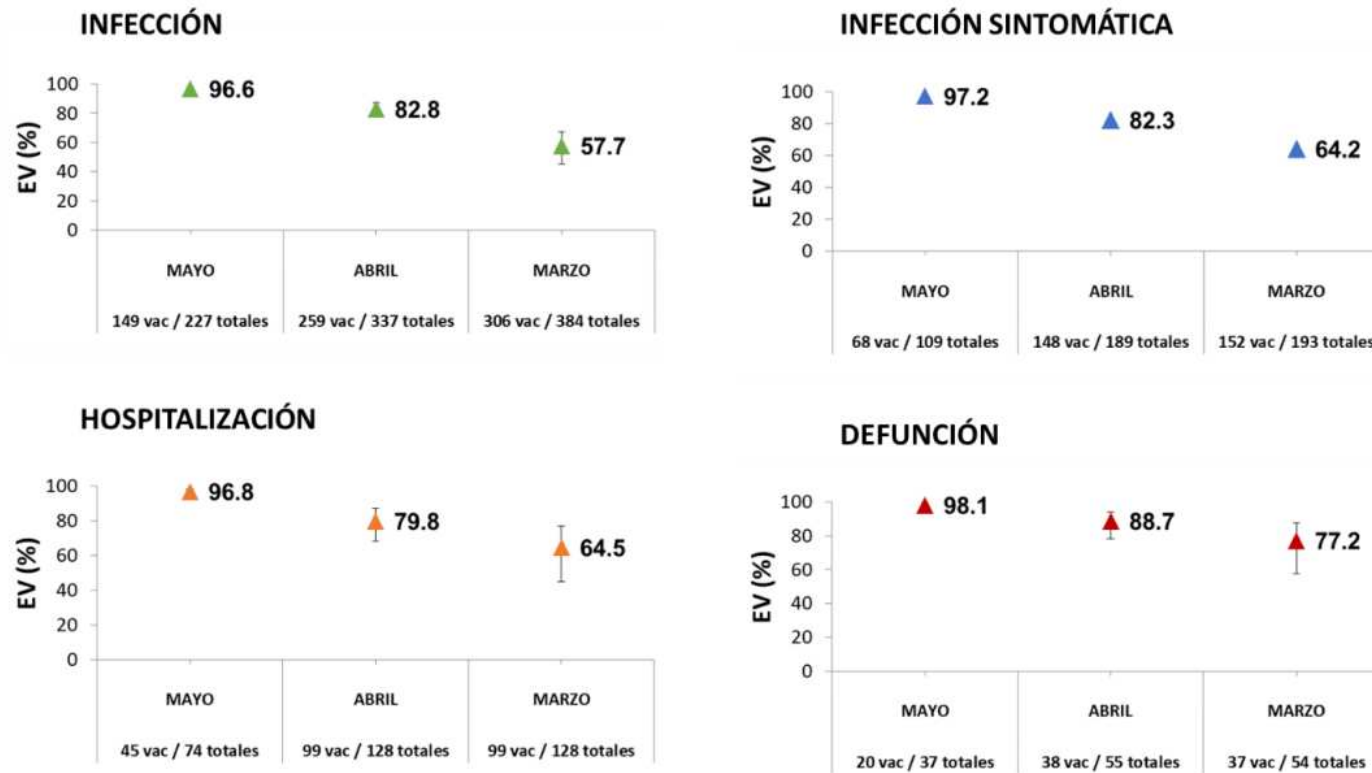 INFECCIÓN
EV (%)
100
80
60
40
20
0
96.6
82.8
57.7
MAYO ABRIL MARZO
149 vac / 227 totales 259 vac / 337 totales 306 vac / 384 totales
INFECCIÓN SINTOMÁTICA
EV (%)
100
80
60
40
20
0
97.2
82.3
64.2
MAYO ABRIL MARZO
68 vac / 109 totales 148 vac / 189 totales 152 vac / 193 totales
HOSPITALIZACIÓN
EV (%)
100
80
60
40
20
0
96.8
79.8
64.5
MAYO ABRIL MARZO
45 vac / 74 totales 99 vac / 128 totales 99 vac / 128 totales
DEFUNCIÓN
EV (%)
100
80
60
40
20
0
98.1
88.7
77.2
MAYO ABRIL MARZO
20 vac / 37 totales 38 vac / 55 totales 37 vac / 54 totales